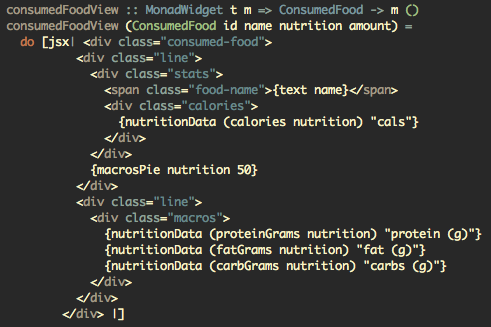 consumedFoodView :: MonadWidget t m => ConsumedFood -> m ()
consumedFoodView (ConsumedFood id name nutrition amount) =
  do [jsx| <div class="consumed-food">
          <div class="line">
            <div class="stats">
              <span class="food-name">{text name}</span>
              <div class="calories">
                {nutritionData (calories nutrition) "cals"}
              </div>
            </div>
            {macrosPie nutrition 50}
          </div>
          <div class="line">
            <div class="macros">
              {nutritionData (proteinGrams nutrition) "protein (g)"}
              {nutritionData (fatGrams nutrition) "fat (g)"}
              {nutritionData (carbGrams nutrition) "carbs (g)"}
            </div>
          </div>
        </div> |]